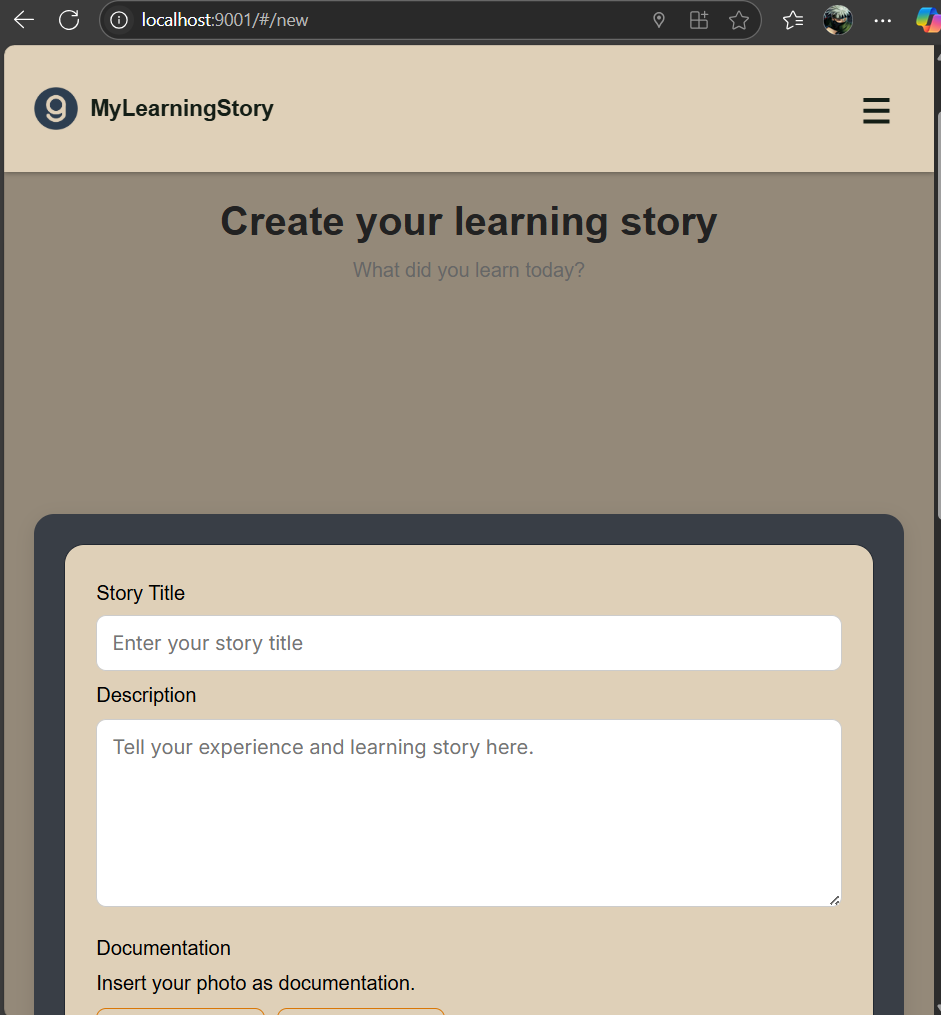 localhost:9001/#/new
MyLearningStory
Create your learning story
What did you learn today?
Story Title
Enter your story title
Description
Tell your experience and learning story here.
Documentation
Insert your photo as documentation.